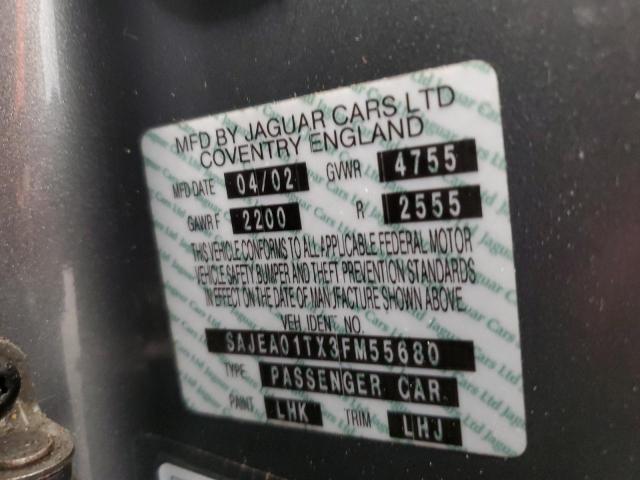 MFD BY JAGUAR CARS LTD
COVENTRY ENGLAND
MFD DATE 04/02 GVWR 4755
GAWR F 2200 R 2555
THIS VEHICLE CONFORMS TO ALL APPLICABLE FEDERAL MOTOR
VEHICLE SAFETY BUMPER AND THEFT PREVENTION STANDARDS
IN EFFECT ON THE DATE OF MANUFACTURE SHOWN ABOVE.
VEH IDENT NO.
SAJEA01TX3FM55680
TYPE PASSENGER CAR
PAINT LHK TRIM LHJ